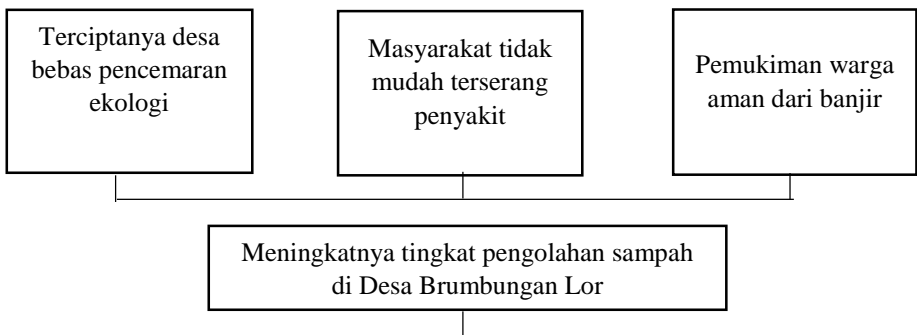 Terciptanya desa
bebas pencemaran
ekologi
Masyarakat tidak
mudah terserang
penyakit
Pemukiman warga
aman dari banjir
Meningkatnya tingkat pengolahan sampah
di Desa Brumbungan Lor